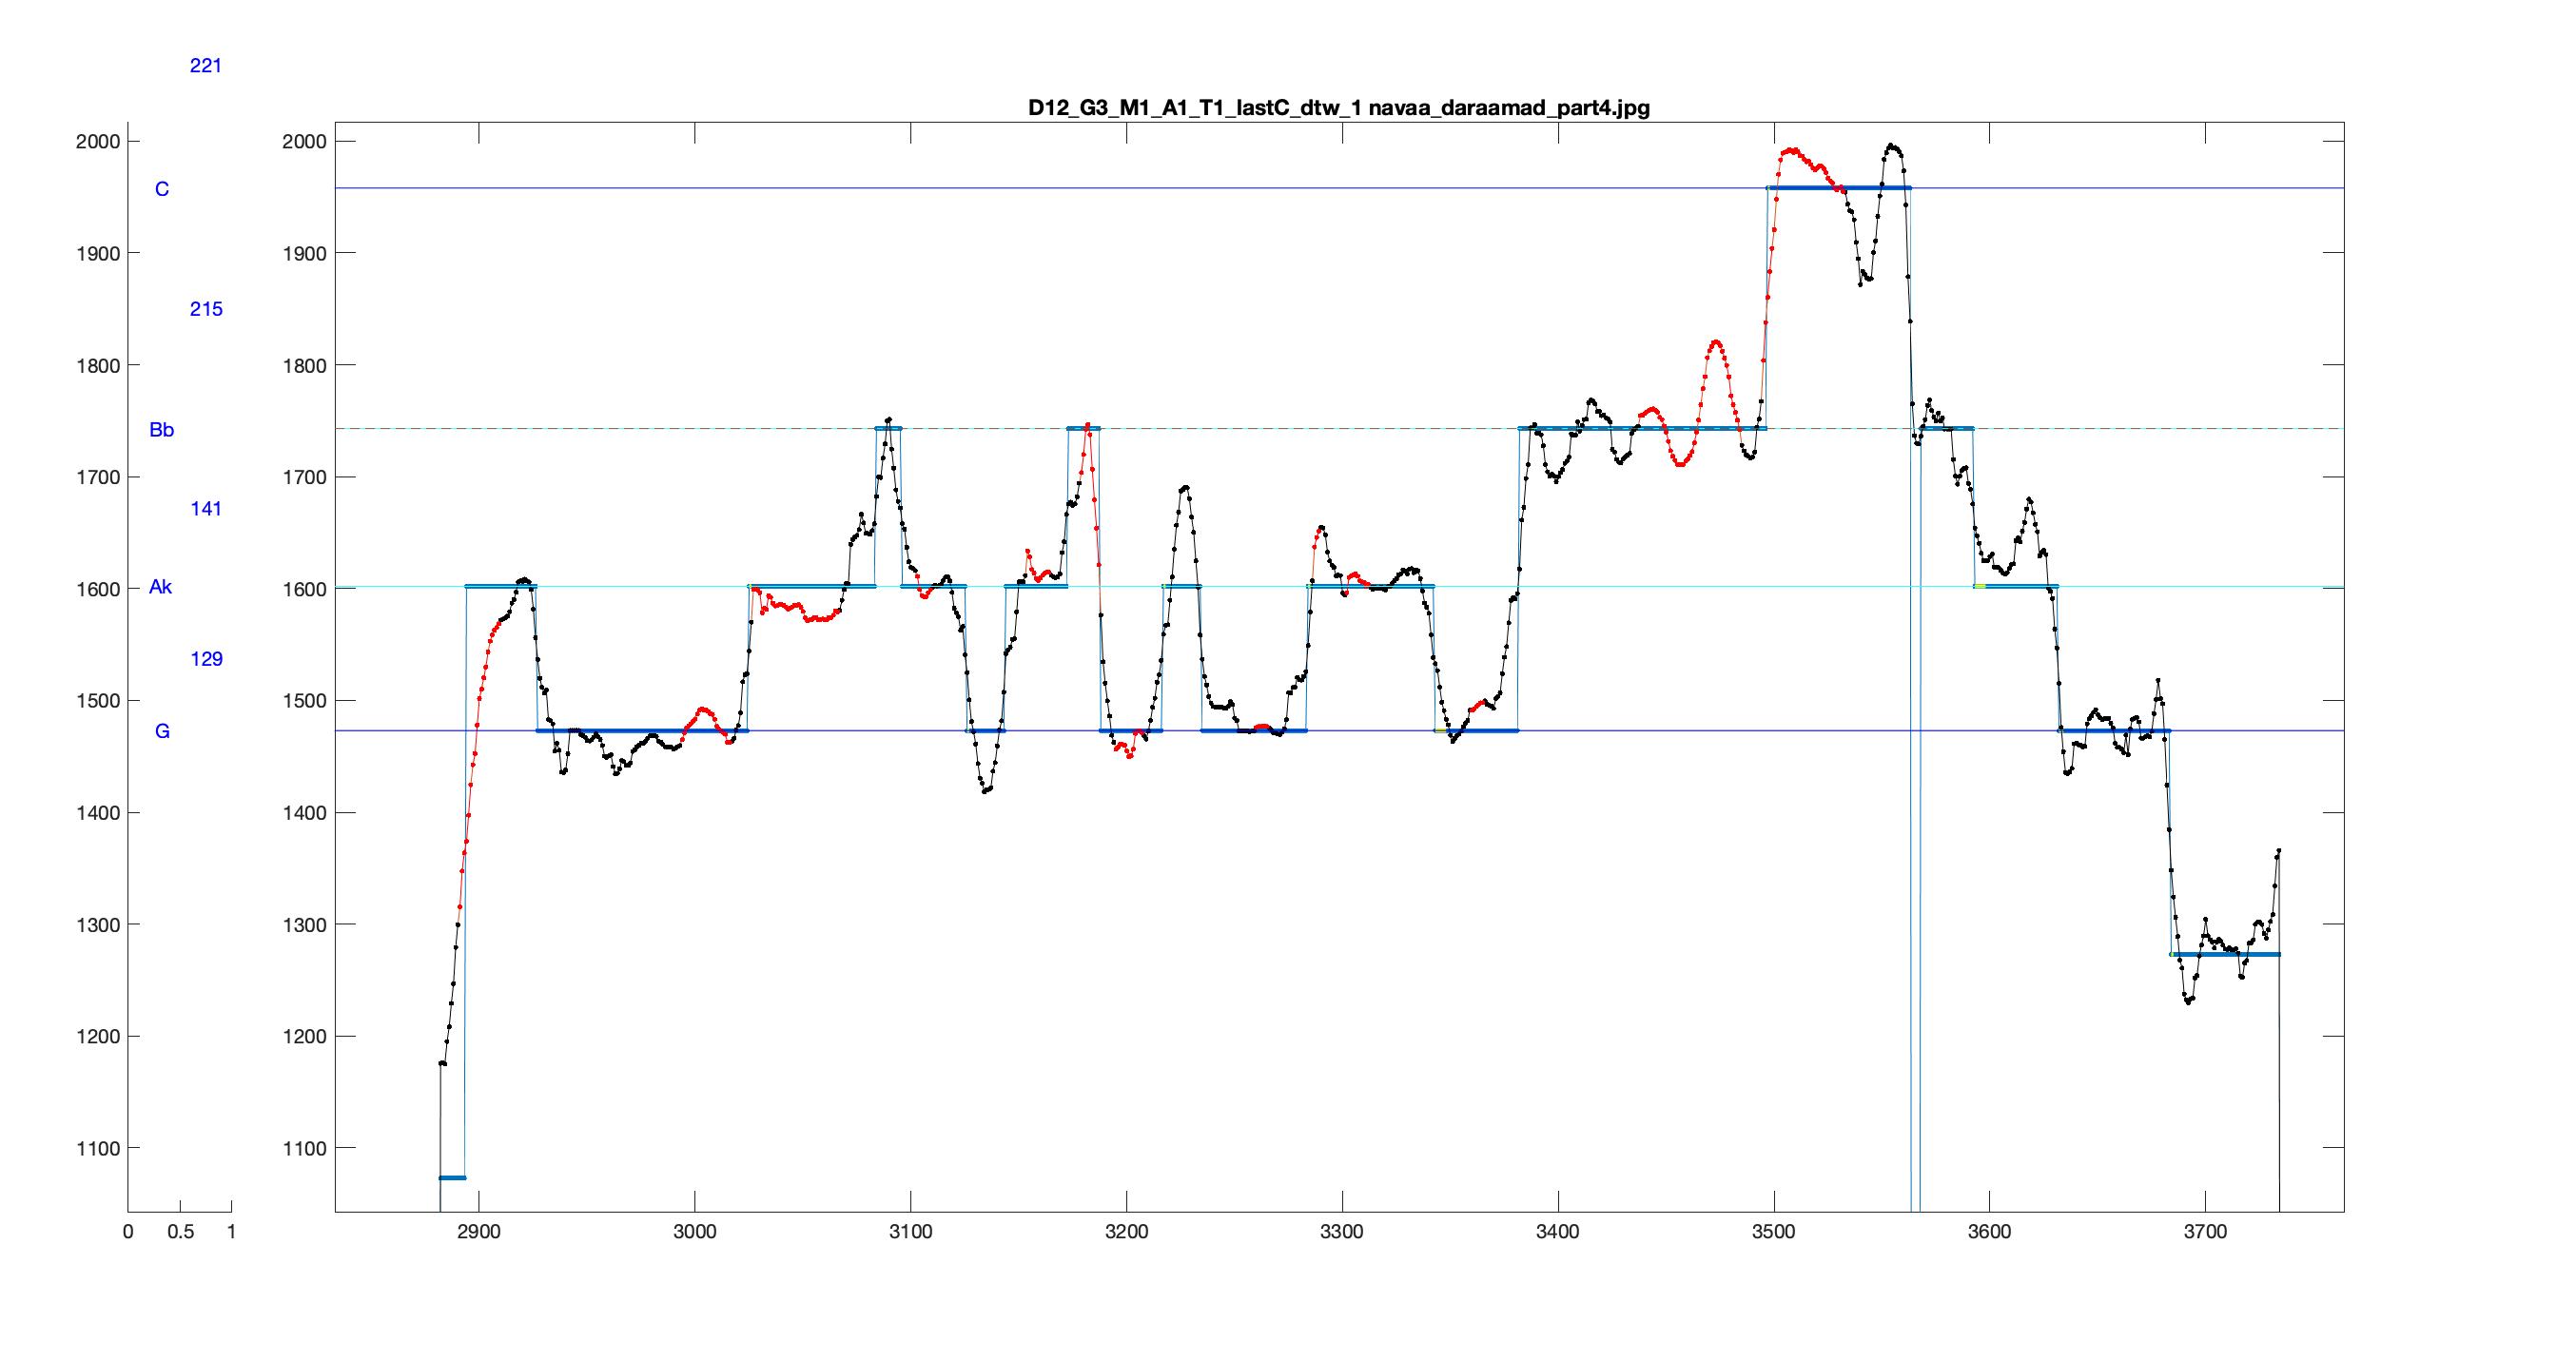 221
D12_G3_M1_A1_T1_lastC_dtw_1 navaa_daraamad_part4.jpg
2000 2000
C
1900 1900
215
1800 1800
Bb
1700 1700
141
1600 Ak 1600
129
1500 1500
G
1400 1400
1300 1300
1200 1200
1100 1100
0 0.5 1 2900 3000 3100 3200 3300 3400 3500 3600 3700